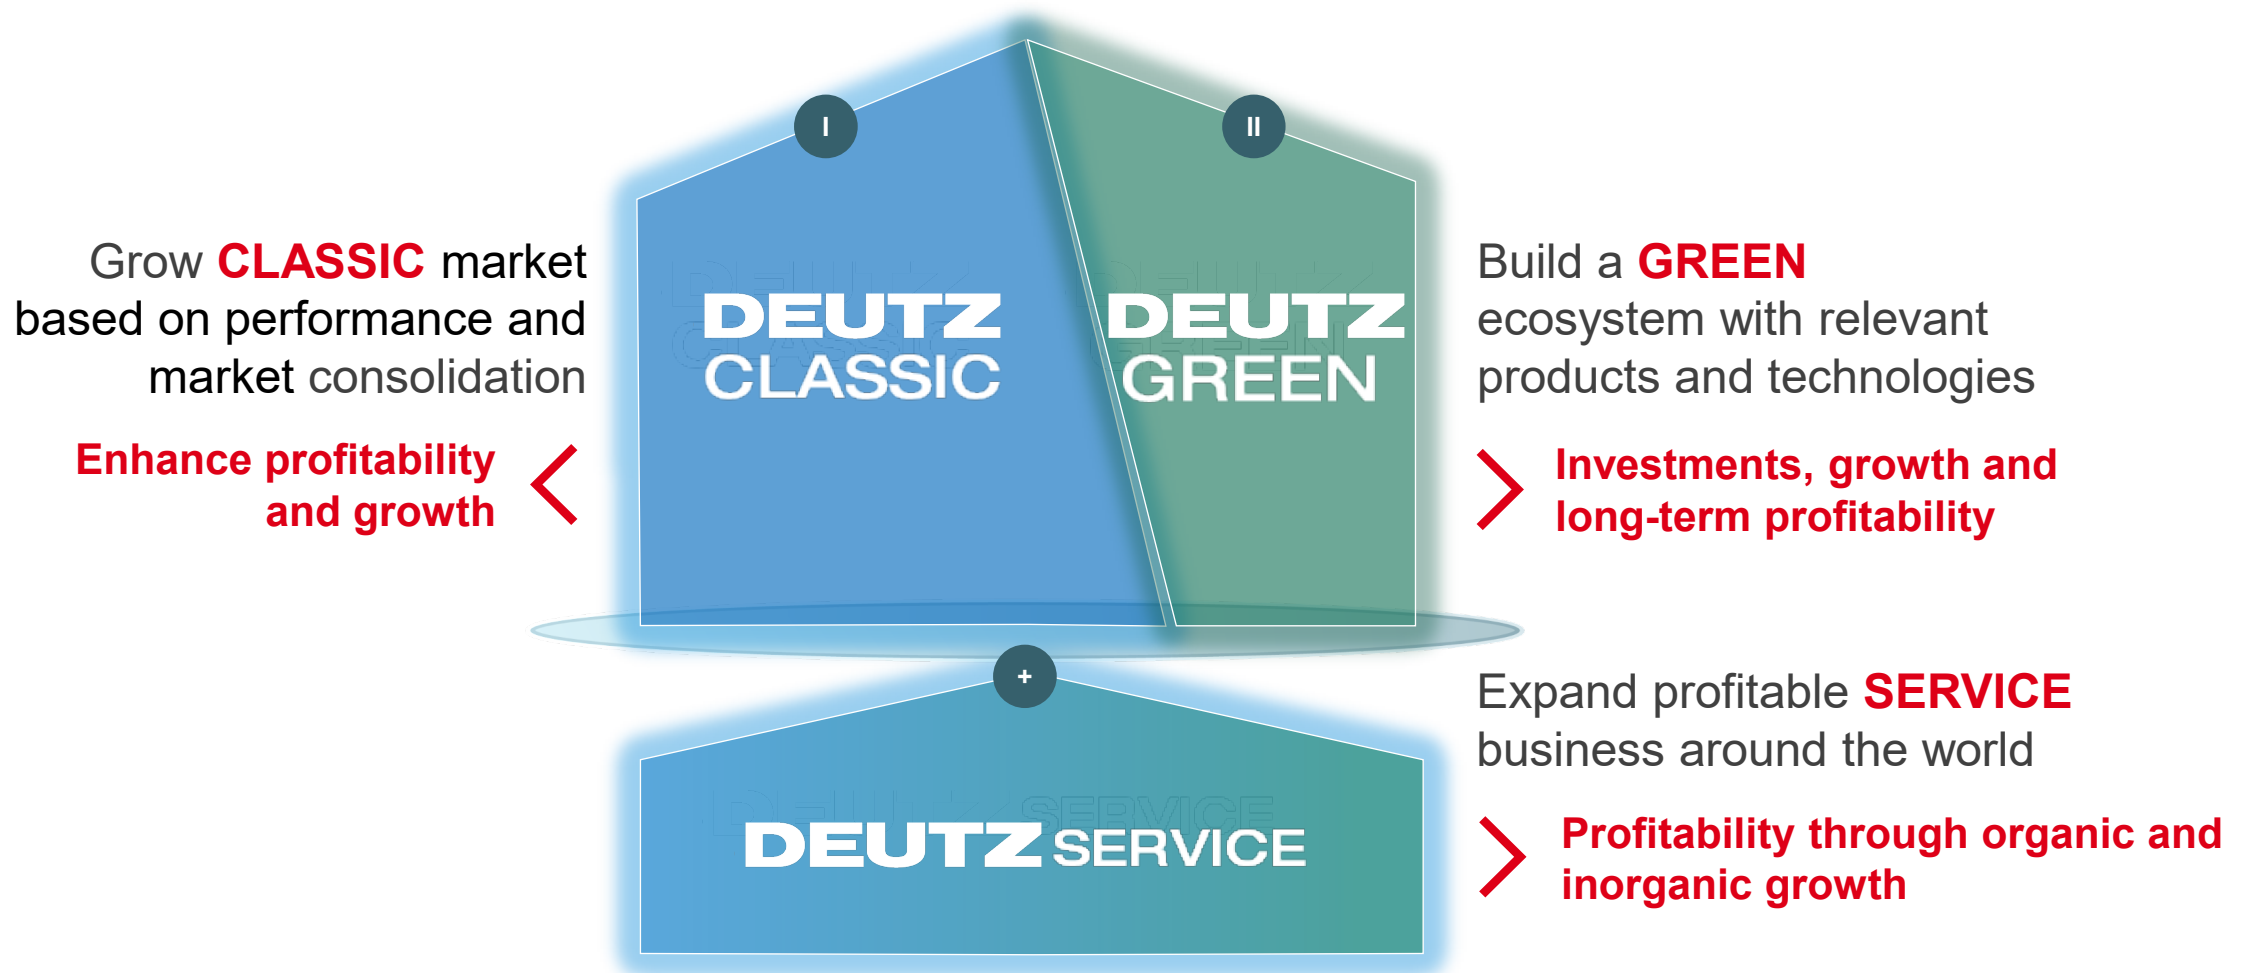 I
II
Grow CLASSIC market
based on performance and
market consolidation
Enhance profitability
and growth
DEUTZ
CLASSIC
DEUTZ
GREEN
Build a GREEN
ecosystem with relevant
products and technologies
Investments, growth and
long-term profitability
+
DEUTZ SERVICE
Expand profitable SERVICE
business around the world
Profitability through organic and
inorganic growth